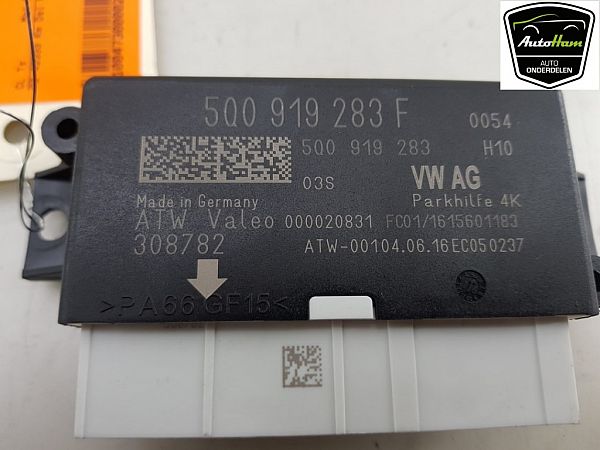 AutoHam
AUTO
ONDERDELEN
5Q0 919 283 F
0054
5Q0 919 283
H10
03S
VW AG
Made in Germany
Parkhilfe 4K
ATW Valeo 000020831 FC01/1615601183
308782
ATW-00104.06.16EC050237
>PA66 GF15<